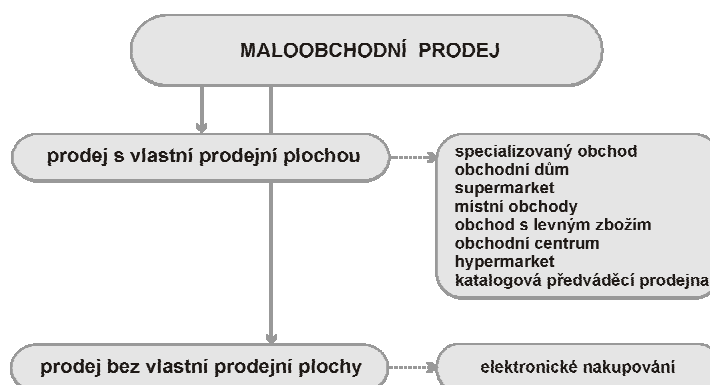 MALOOBCHODNÍ PRODEJ
prodej s vlastní prodejní plochou
specializovaný obchod
obchodní dům
supermarket
místní obchody
obchod s levným zbožím
obchodní centrum
hypermarket
katalogová předváděcí prodejna
prodej bez vlastní prodejní plochy
elektronické nakupování